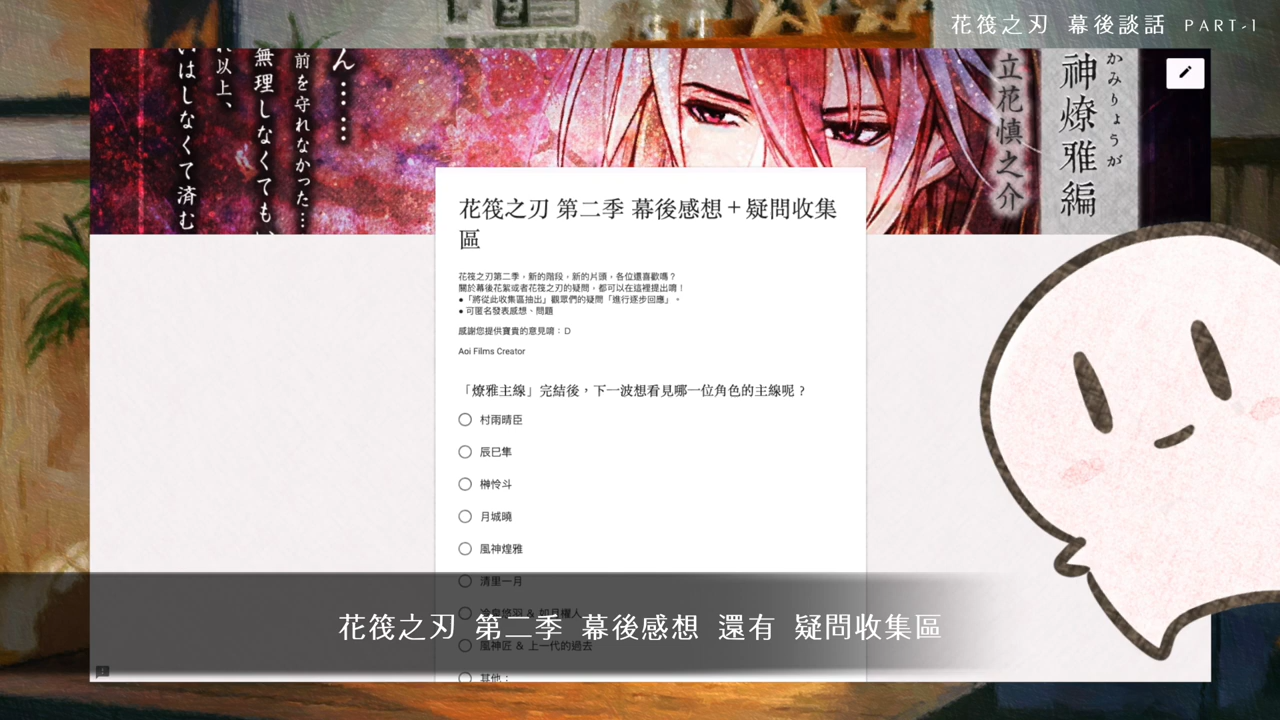 花筏之刃 幕後談話 PART-1
ん……
前を守れなかった…
無理しなくても、
以上、
はしなくて済む
立花慎之介
神燎雅編
かみりょうが
花筏之刃 第二季 幕後感想＋疑問收集
區
花筏之刃第二季，新的階段，新的片頭，各位還喜歡嗎？
關於幕後花絮或者花筏之刃的疑問，都可以在這裡提出唷！
●「將從此收集區抽出」觀眾們的疑問「進行逐步回應」。
● 可匿名發表感想、問題
感謝您提供寶貴的意見唷：D
Aoi Films Creator
「燎雅主線」完結後，下一波想看見哪一位角色的主線呢？
村雨晴臣
辰巳隼
榊怜斗
月城曉
風神煌雅
清里一月
冷泉悠羽 & 如月櫂人
風神匠 & 上一代的過去
其他：
花筏之刃 第二季 幕後感想 還有 疑問收集區